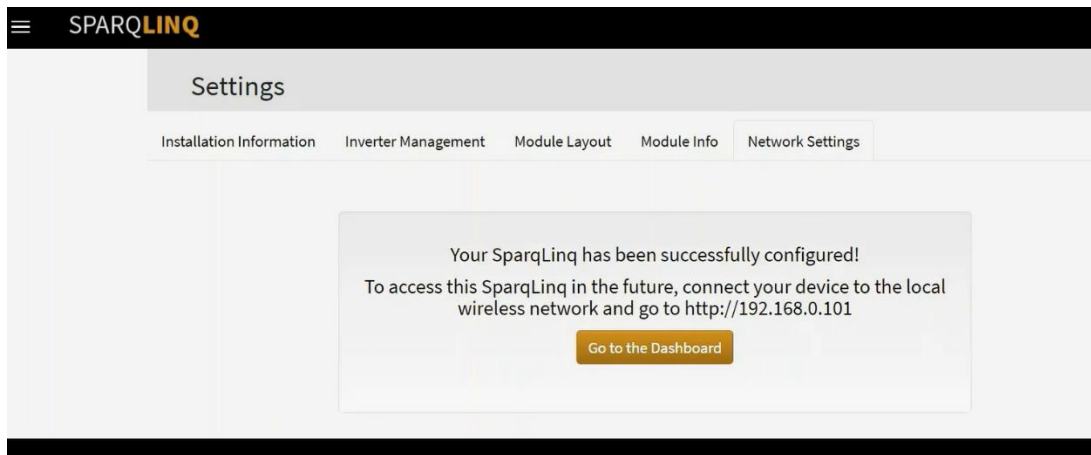 SPARQLINQ
Settings
Installation Information Inverter Management Module Layout Module Info Network Settings
Your SparqLinq has been successfully configured!
To access this SparqLinq in the future, connect your device to the local
wireless network and go to http://192.168.0.101
Go to the Dashboard